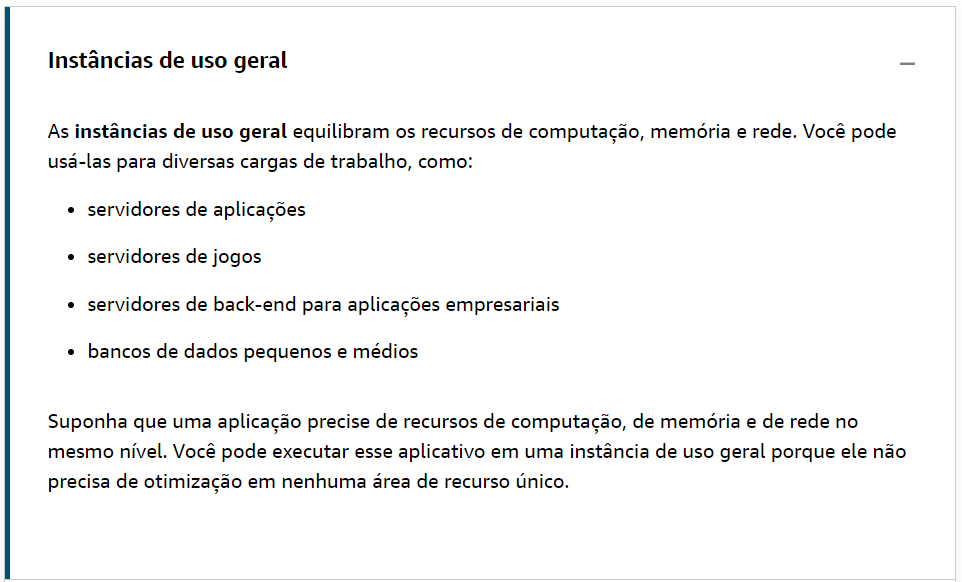 Instâncias de uso geral
As instâncias de uso geral equilibram os recursos de computação, memória e rede. Você pode
usá-las para diversas cargas de trabalho, como:
• servidores de aplicações
• servidores de jogos
• servidores de back-end para aplicações empresariais
• bancos de dados pequenos e médios
Suponha que uma aplicação precise de recursos de computação, de memória e de rede no
mesmo nível. Você pode executar esse aplicativo em uma instância de uso geral porque ele não
precisa de otimização em nenhuma área de recurso único.